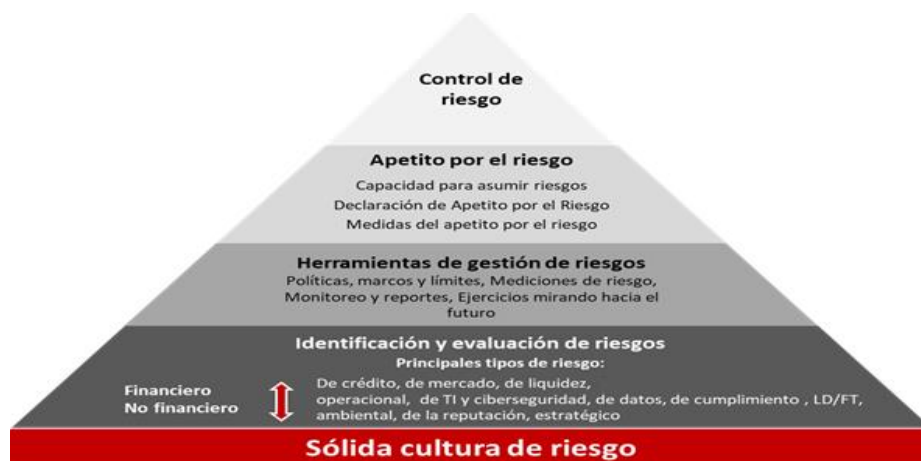 Control de
riesgo
Apetito por el riesgo
Capacidad para asumir riesgos
Declaración de Apetito por el Riesgo
Medidas del apetito por el riesgo
Herramientas de gestión de riesgos
Políticas, marcos y límites, Mediciones de riesgo,
Monitoreo y reportes, Ejercicios mirando hacia el
futuro
Identificación y evaluación de riesgos
Principales tipos de riesgo:
Financiero
No financiero
De crédito, de mercado, de liquidez,
operacional, de TI y ciberseguridad, de datos, de cumplimiento , LD/FT,
ambiental, de la reputación, estratégico
Sólida cultura de riesgo